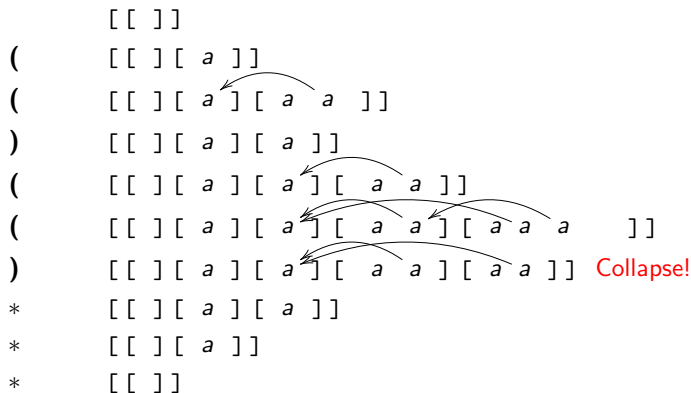 [[ ]]
( [[ ][ a ]]
( [[ ][ a ][ a a ]]
) [[ ][ a ][ a ]]
( [[ ][ a ][ a ][ a a ]]
( [[ ][ a ][ a ][ a a ][ a a a ]]
) [[ ][ a ][ a ][ a a ][ a a ]] Collapse!
* [[ ][ a ][ a ]]
* [[ ][ a ]]
* [[ ]]